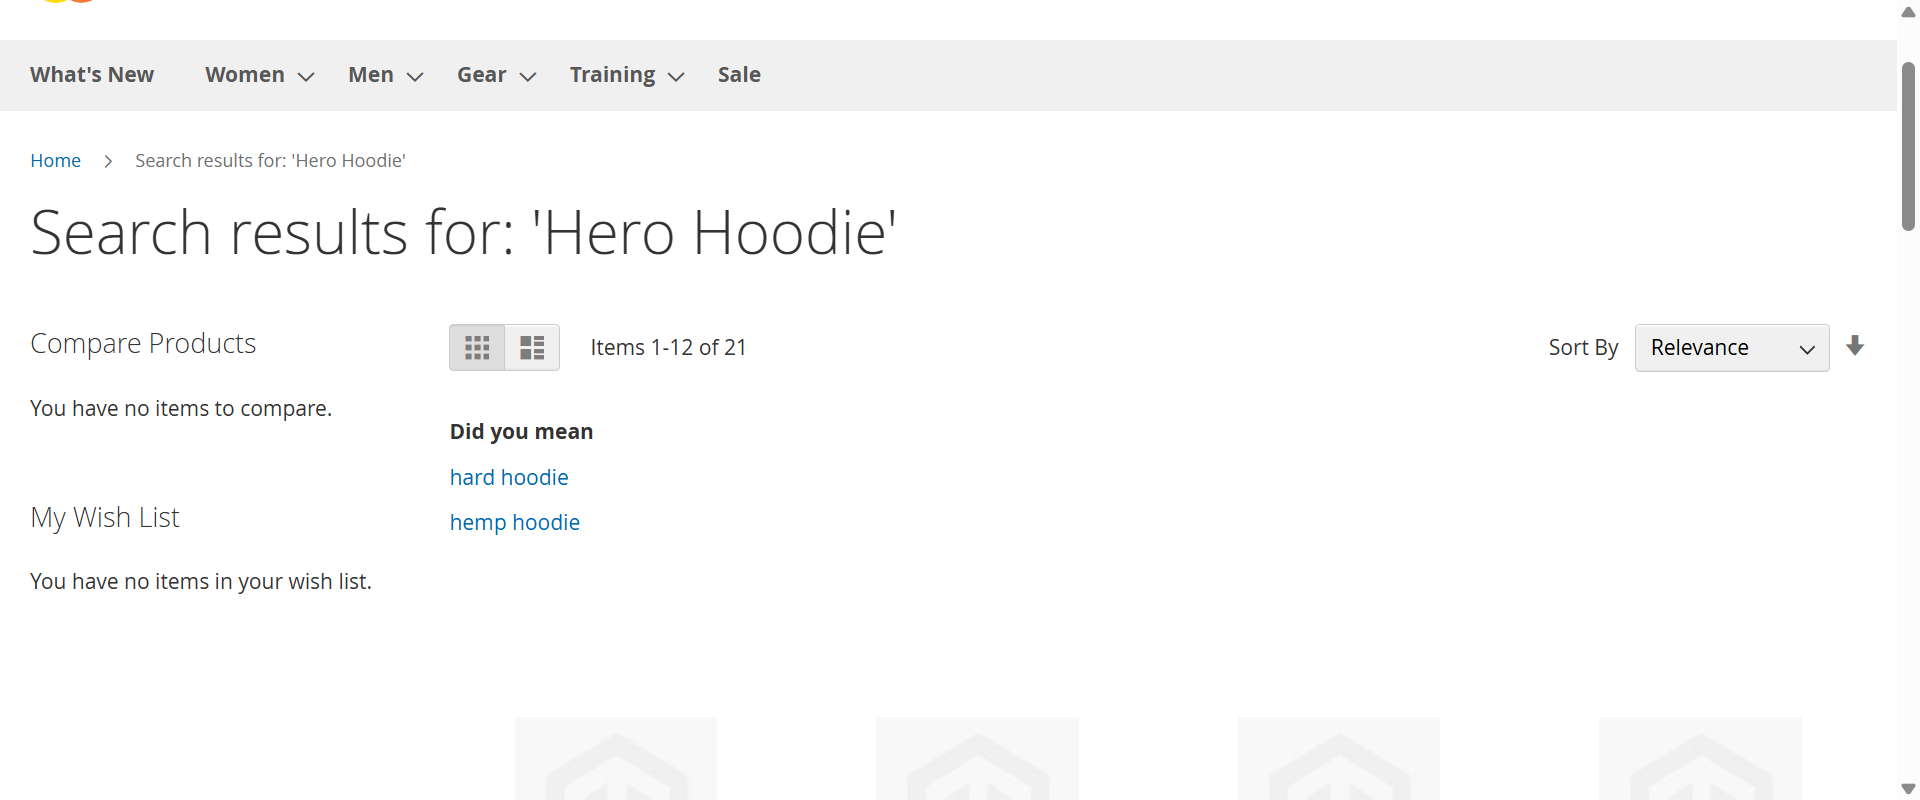 What's New Women Men Gear Training Sale
Home Search results for: 'Hero Hoodie'
Search results for: 'Hero Hoodie'
Compare Products
You have no items to compare.
My Wish List
You have no items in your wish list.
Items 1-12 of 21
Sort By Relevance
Did you mean
hard hoodie
hemp hoodie